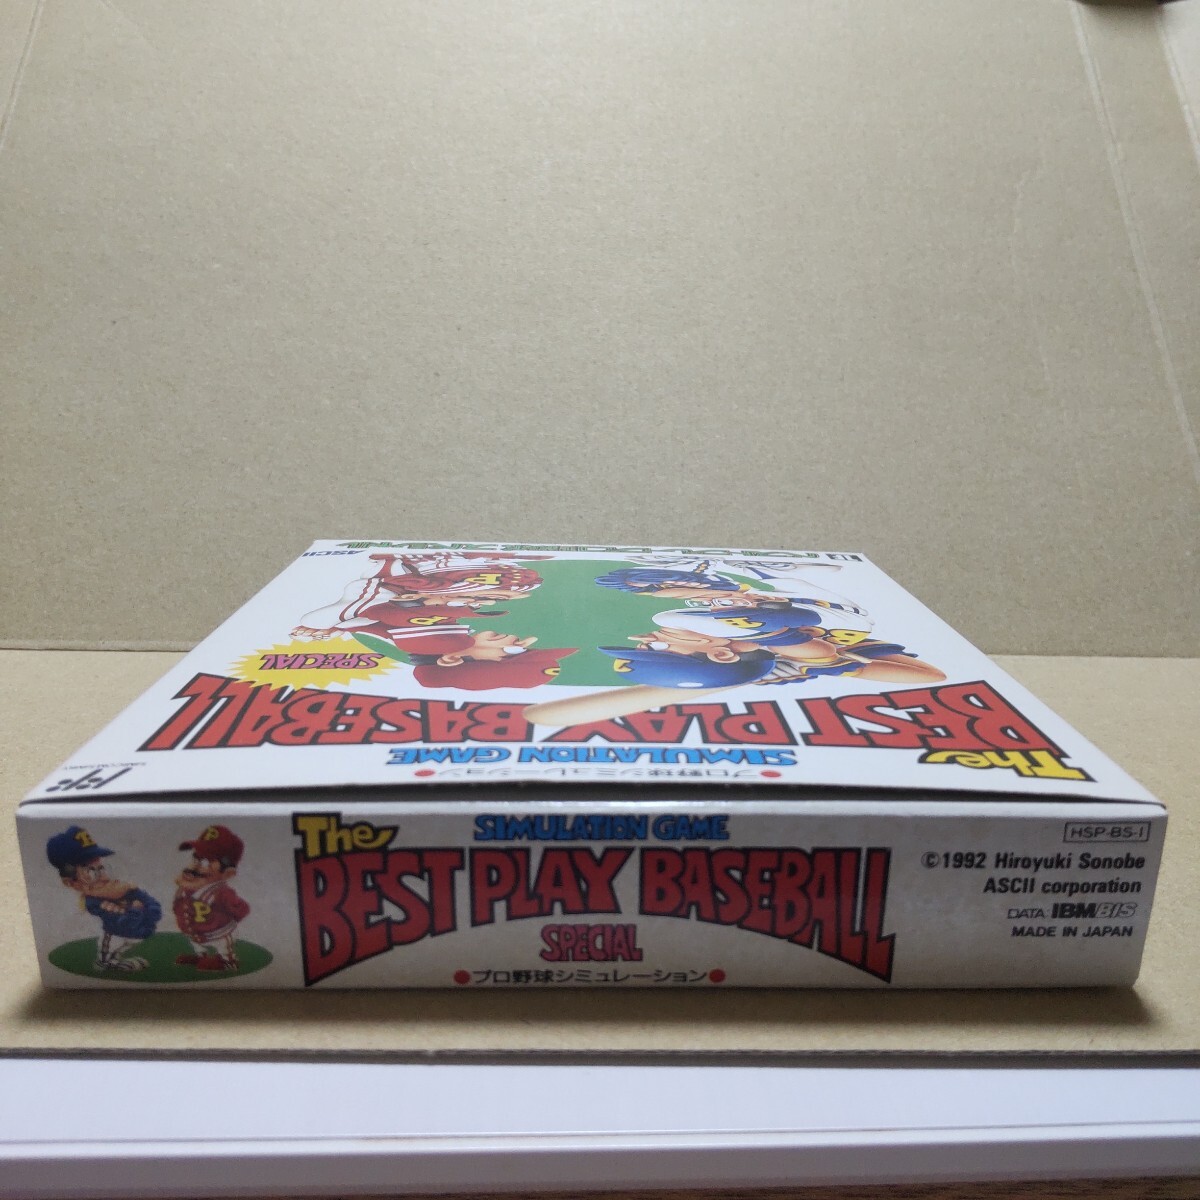 ASCII
SPECIAL
The
BEST PLAY BASEBALL
SIMULATION GAME
●プロ野球シミュレーション●
The
SIMULATION GAME
BEST PLAY BASEBALL
SPECIAL
●プロ野球シミュレーション●
HSP-BS-I
©1992 Hiroyuki Sonobe
ASCII corporation
DATA: IBM/BIS
MADE IN JAPAN